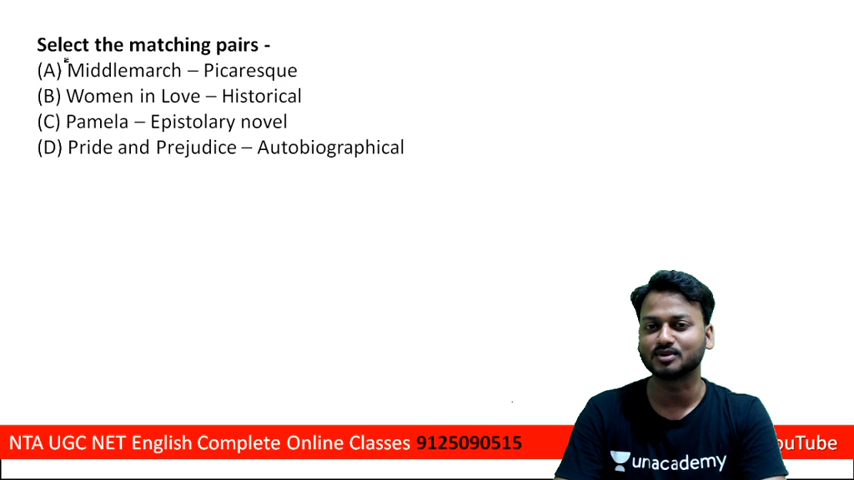 Select the matching pairs -
(A) Middlemarch – Picaresque
(B) Women in Love – Historical
(C) Pamela – Epistolary novel
(D) Pride and Prejudice – Autobiographical
NTA UGC NET English Complete Online Classes 9125090515
unacademy